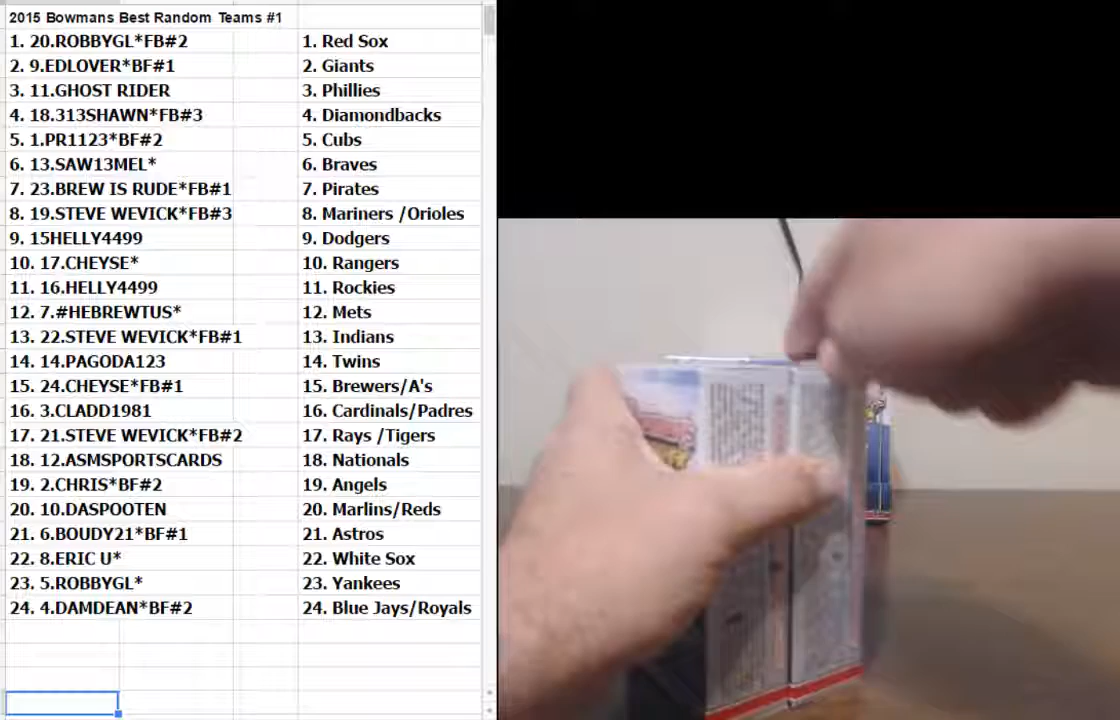 2015 Bowmans Best Random Teams #1
1. 20.ROBBYGL*FB#2 1. Red Sox
2. 9.EDLOVER*BF#1 2. Giants
3. 11.GHOST RIDER 3. Phillies
4. 18.313SHAWN*FB#3 4. Diamondbacks
5. 1.PR1123*BF#2 5. Cubs
6. 13.SAW13MEL* 6. Braves
7. 23.BREW IS RUDE*FB#1 7. Pirates
8. 19.STEVE WEVICK*FB#3 8. Mariners /Orioles
9. 15HELLY4499 9. Dodgers
10. 17.CHEYSE* 10. Rangers
11. 16.HELLY4499 11. Rockies
12. 7.#HEBREWTUS* 12. Mets
13. 22.STEVE WEVICK*FB#1 13. Indians
14. 14.PAGODA123 14. Twins
15. 24.CHEYSE*FB#1 15. Brewers/A's
16. 3.CLADD1981 16. Cardinals/Padres
17. 21.STEVE WEVICK*FB#2 17. Rays /Tigers
18. 12.ASMSPORTSCARDS 18. Nationals
19. 2.CHRIS*BF#2 19. Angels
20. 10.DASPOOTEN 20. Marlins/Reds
21. 6.BOUDY21*BF#1 21. Astros
22. 8.ERIC U* 22. White Sox
23. 5.ROBBYGL* 23. Yankees
24. 4.DAMDEAN*BF#2 24. Blue Jays/Royals